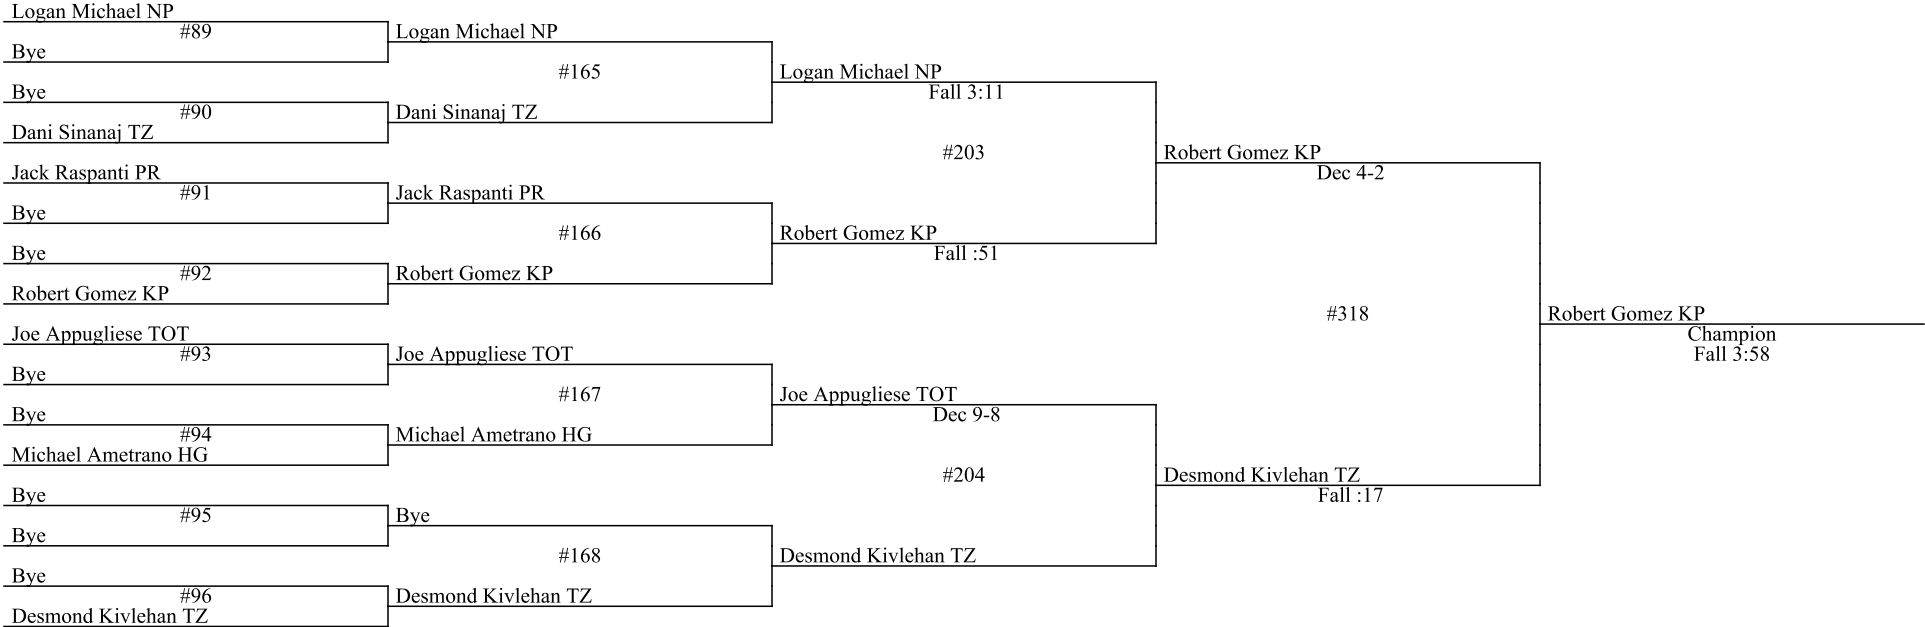 Logan Michael NP
#89
Bye
Bye
#90
Dani Sinanaj TZ
Jack Raspanti PR
#91
Bye
Bye
#92
Robert Gomez KP
Joe Appugliese TOT
#93
Bye
Bye
#94
Michael Ametrano HG
Bye
#95
Bye
Bye
#96
Desmond Kivlehan TZ
Logan Michael NP
#165
Dani Sinanaj TZ
Jack Raspanti PR
#166
Robert Gomez KP
Joe Appugliese TOT
#167
Michael Ametrano HG
Bye
#168
Desmond Kivlehan TZ
Logan Michael NP
Fall 3:11
#203
Robert Gomez KP
Fall :51
Joe Appugliese TOT
Dec 9-8
#204
Desmond Kivlehan TZ
Robert Gomez KP
Dec 4-2
#318
Desmond Kivlehan TZ
Fall :17
Robert Gomez KP
Champion
Fall 3:58